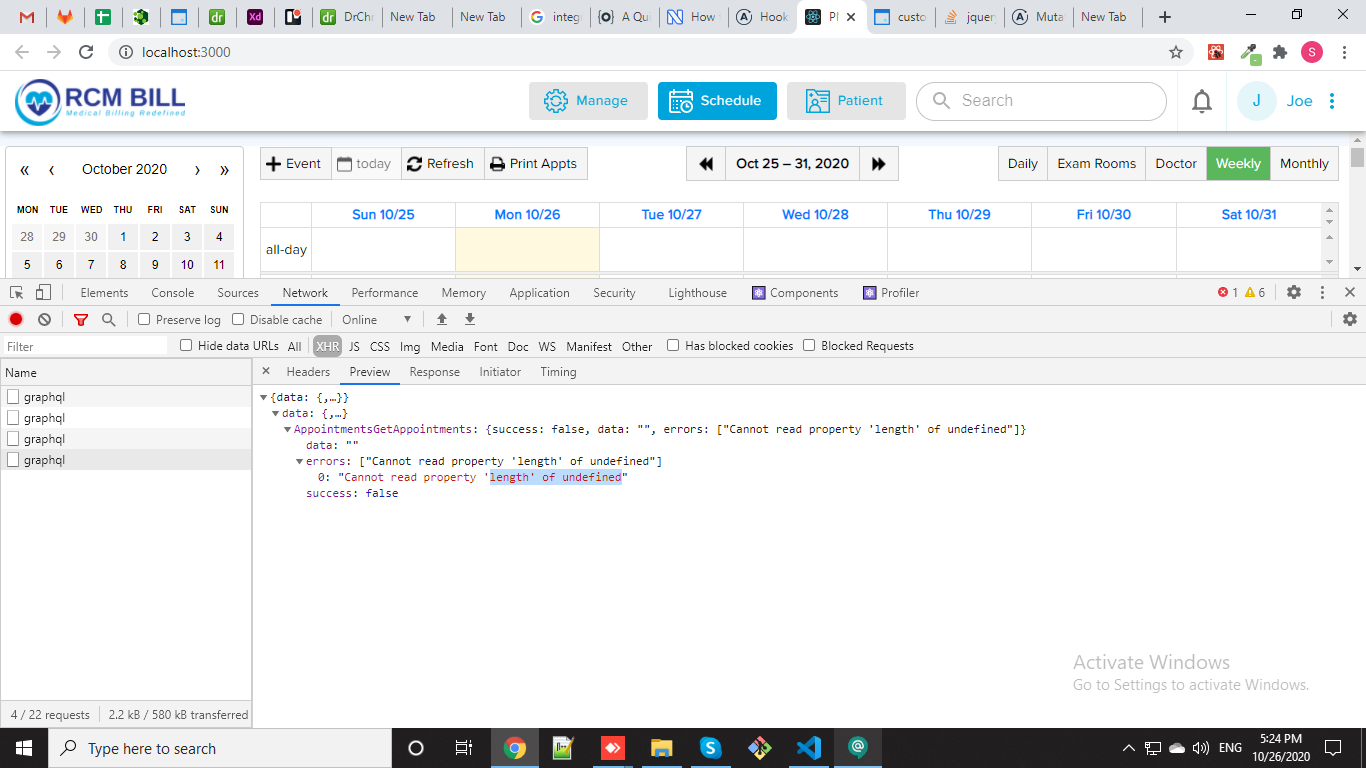 DrChr
New Tab
New Tab
integ
A Qui
How
Hook
custo
jquer
Muta
New Tab
localhost:3000
S
RCM BILL
Medical Billing Redefined
Manage
Schedule
Patient
Search
J
Joe
« ‹ October 2020 › »
MON TUE WED THU FRI SAT SUN
28 29 30 1 2 3 4
5 6 7 8 9 10 11
Event
today
Refresh
Print Appts
Oct 25 – 31, 2020
Daily
Exam Rooms
Doctor
Weekly
Monthly
Sun 10/25
Mon 10/26
Tue 10/27
Wed 10/28
Thu 10/29
Fri 10/30
Sat 10/31
all-day
Elements
Console
Sources
Network
Performance
Memory
Application
Security
Lighthouse
Components
Profiler
1
6
Preserve log
Disable cache
Online
Filter
Hide data URLs
All
XHR
JS
CSS
Img
Media
Font
Doc
WS
Manifest
Other
Has blocked cookies
Blocked Requests
Name
graphql
graphql
graphql
graphql
4 / 22 requests
2.2 kB / 580 kB transferred
Headers
Preview
Response
Initiator
Timing
{data: {,…}}
data: {,…}
AppointmentsGetAppointments: {success: false, data: "", errors: ["Cannot read property 'length' of undefined"]}
data: ""
errors: ["Cannot read property 'length' of undefined"]
0: "Cannot read property 'length' of undefined"
success: false
Activate Windows
Go to Settings to activate Windows.
Type here to search
ENG
5:24 PM
10/26/2020